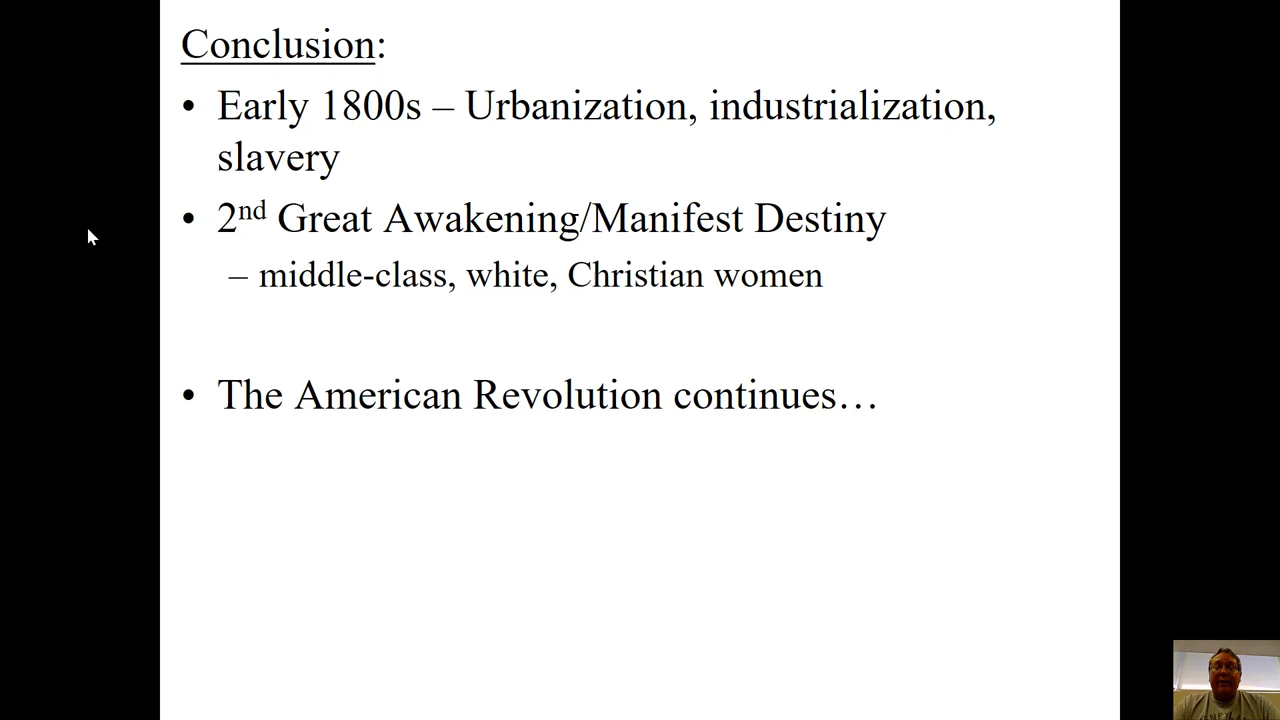 Conclusion:
• Early 1800s – Urbanization, industrialization,
slavery
• 2nd Great Awakening/Manifest Destiny
– middle-class, white, Christian women
• The American Revolution continues…